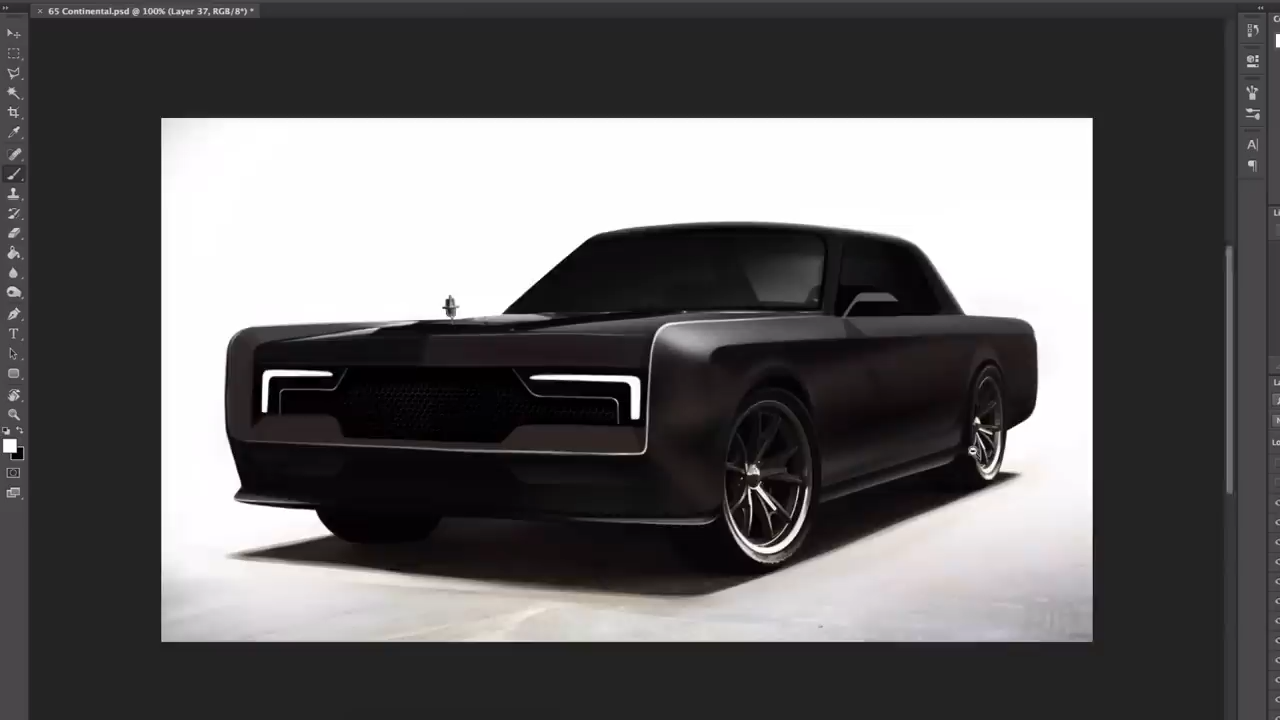 65 Continental.psd @ 100% (Layer 37, RGB/8*) *